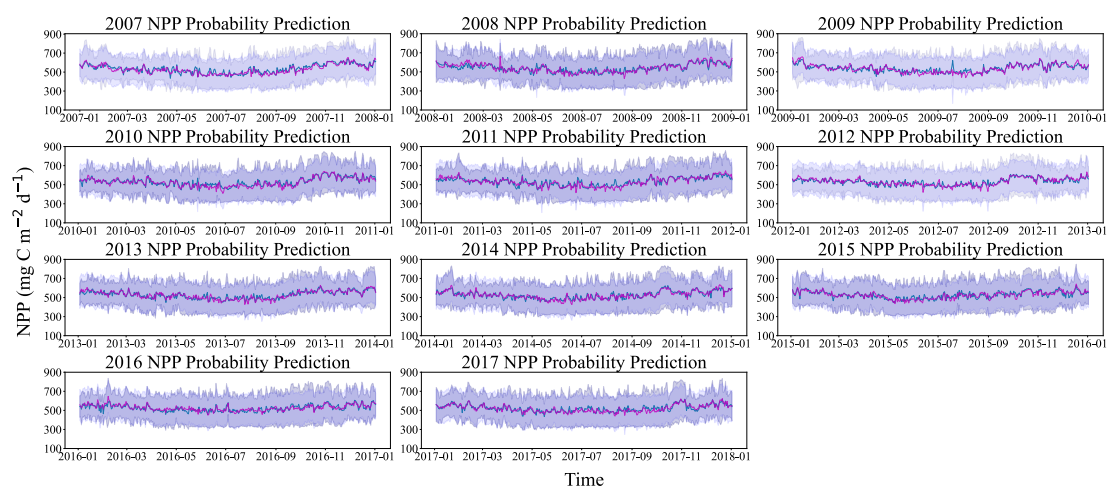 2007 NPP Probability Prediction
900
700
500
300
100
2007-01 2007-03 2007-05 2007-07 2007-09 2007-11 2008-01
2008 NPP Probability Prediction
900
700
500
300
100
2008-01 2008-03 2008-05 2008-07 2008-09 2008-11 2009-01
2009 NPP Probability Prediction
900
700
500
300
100
2009-01 2009-03 2009-05 2009-07 2009-09 2009-11 2010-01
2010 NPP Probability Prediction
900
700
500
300
100
2010-01 2010-03 2010-05 2010-07 2010-09 2010-11 2011-01
2011 NPP Probability Prediction
900
700
500
300
100
2011-01 2011-03 2011-05 2011-07 2011-09 2011-11 2012-01
2012 NPP Probability Prediction
900
700
500
300
100
2012-01 2012-03 2012-05 2012-07 2012-09 2012-11 2013-01
2013 NPP Probability Prediction
900
700
500
300
100
2013-01 2013-03 2013-05 2013-07 2013-09 2013-11 2014-01
2014 NPP Probability Prediction
900
700
500
300
100
2014-01 2014-03 2014-05 2014-07 2014-09 2014-11 2015-01
2015 NPP Probability Prediction
900
700
500
300
100
2015-01 2015-03 2015-05 2015-07 2015-09 2015-11 2016-01
2016 NPP Probability Prediction
900
700
500
300
100
2016-01 2016-03 2016-05 2016-07 2016-09 2016-11 2017-01
2017 NPP Probability Prediction
900
700
500
300
100
2017-01 2017-03 2017-05 2017-07 2017-09 2017-11 2018-01
NPP (mg C m⁻² d⁻¹)
Time